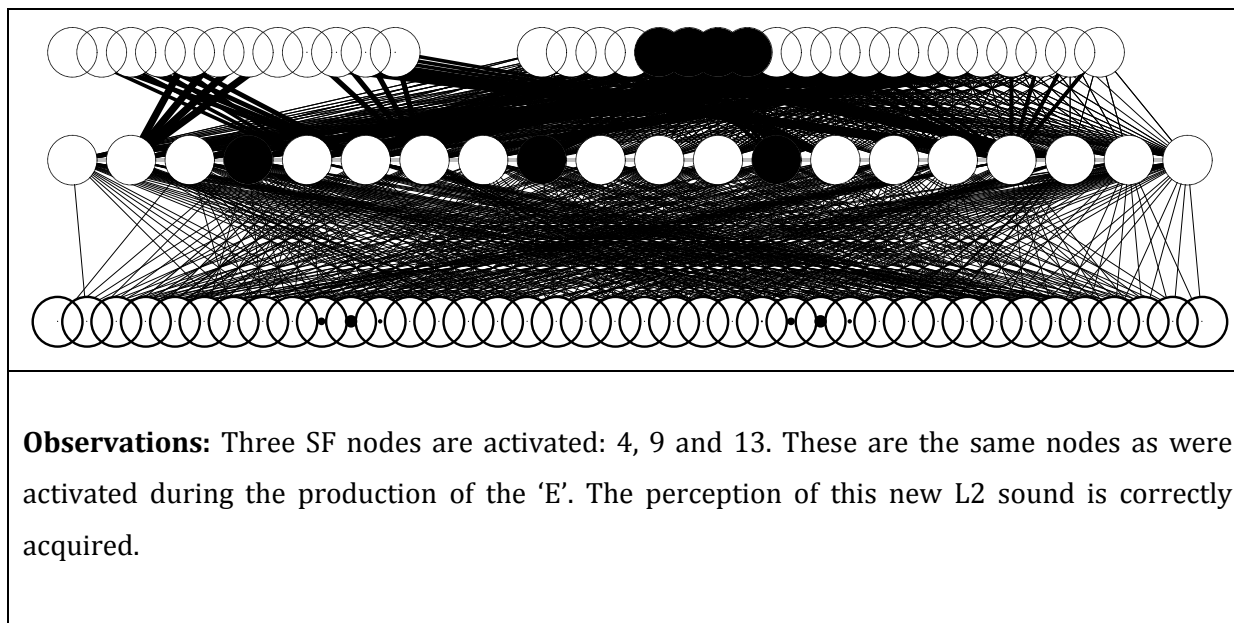 Observations: Three SF nodes are activated: 4, 9 and 13. These are the same nodes as were
activated during the production of the ‘E’. The perception of this new L2 sound is correctly
acquired.